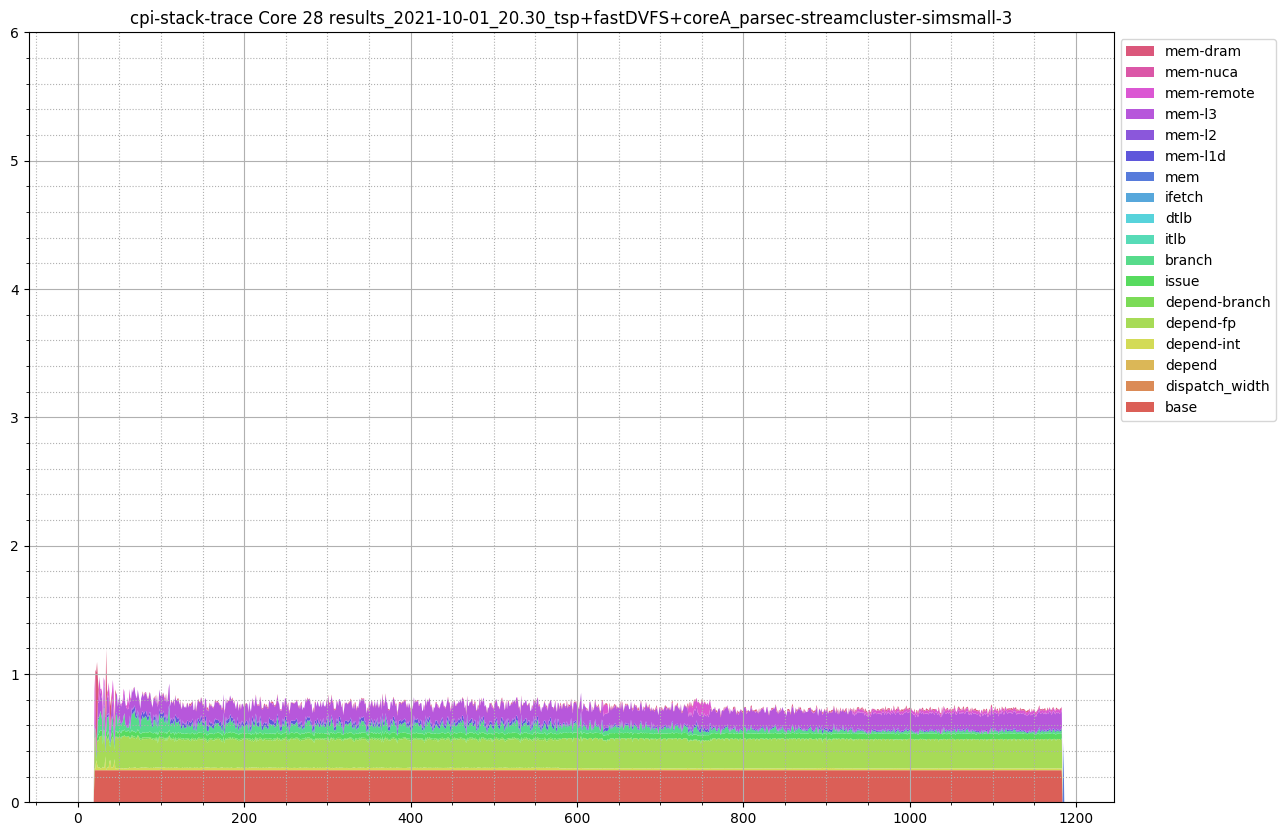 cpi-stack-trace Core 28 results_2021-10-01_20.30_tsp+fastDVFS+coreA_parsec-streamcluster-simsmall-3
6
5
4
3
2
1
0
0 200 400 600 800 1000 1200
mem-dram
mem-nuca
mem-remote
mem-l3
mem-l2
mem-l1d
mem
ifetch
dtlb
itlb
branch
issue
depend-branch
depend-fp
depend-int
depend
dispatch_width
base